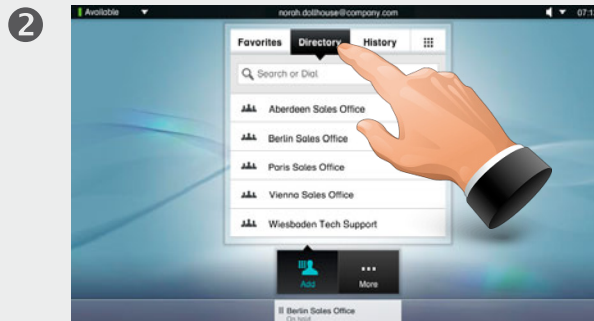 2
Available norah.dollhouse@company.com 07:1
Favorites Directory History
Search or Dial
Aberdeen Sales Office
Berlin Sales Office
Paris Sales Office
Vienna Sales Office
Wiesbaden Tech Support
Add More
Berlin Sales Office
On hold